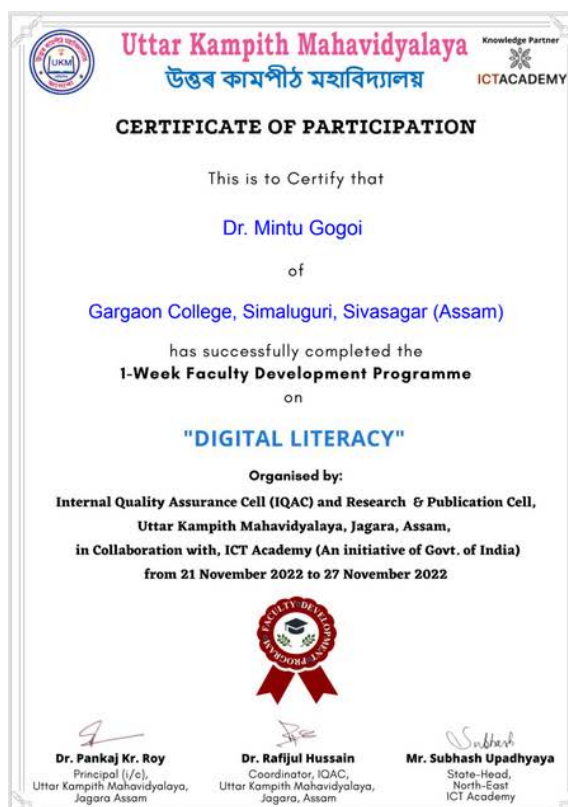 Uttar Kampith Mahavidyalaya
উত্তৰ কামপীঠ মহাবিদ্যালয়
UKM
Knowledge Partner
ICTACADEMY
CERTIFICATE OF PARTICIPATION
This is to Certify that
Dr. Mintu Gogoi
of
Gargaon College, Simaluguri, Sivasagar (Assam)
has successfully completed the
1-Week Faculty Development Programme
on
"DIGITAL LITERACY"
Organised by:
Internal Quality Assurance Cell (IQAC) and Research & Publication Cell,
Uttar Kampith Mahavidyalaya, Jagara, Assam,
in Collaboration with, ICT Academy (An initiative of Govt. of India)
from 21 November 2022 to 27 November 2022
FACULTY DEVELOPMENT PROGRAM
Subhash
Dr. Pankaj Kr. Roy
Principal (i/c),
Uttar Kampith Mahavidyalaya,
Jagara Assam
Dr. Rafijul Hussain
Coordinator, IQAC,
Uttar Kampith Mahavidyalaya,
Jagara, Assam
Mr. Subhash Upadhyaya
State-Head,
North-East
ICT Academy